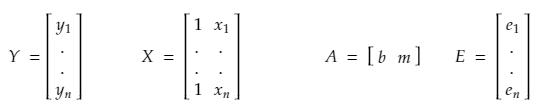 Y = [ y₁ . . yₙ ] X = [ 1 x₁ . . . . 1 xₙ ] A = [ b m ] E = [ e₁ . . eₙ ]